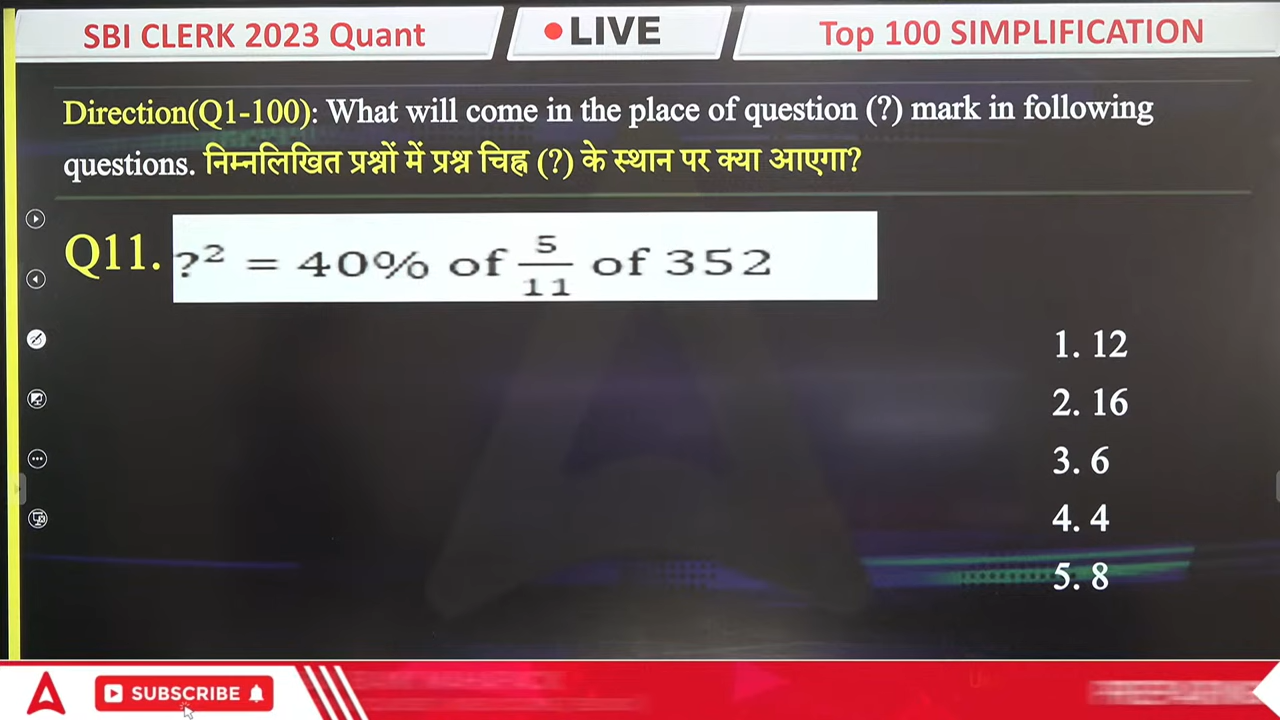 SBI CLERK 2023 Quant
LIVE
Top 100 SIMPLIFICATION
Direction(Q1-100): What will come in the place of question (?) mark in following
questions. निम्नलिखित प्रश्नों में प्रश्न चिह्न (?) के स्थान पर क्या आएगा?
Q11. ?² = 40% of 5/11 of 352
1. 12
2. 16
3. 6
4. 4
5. 8
SUBSCRIBE